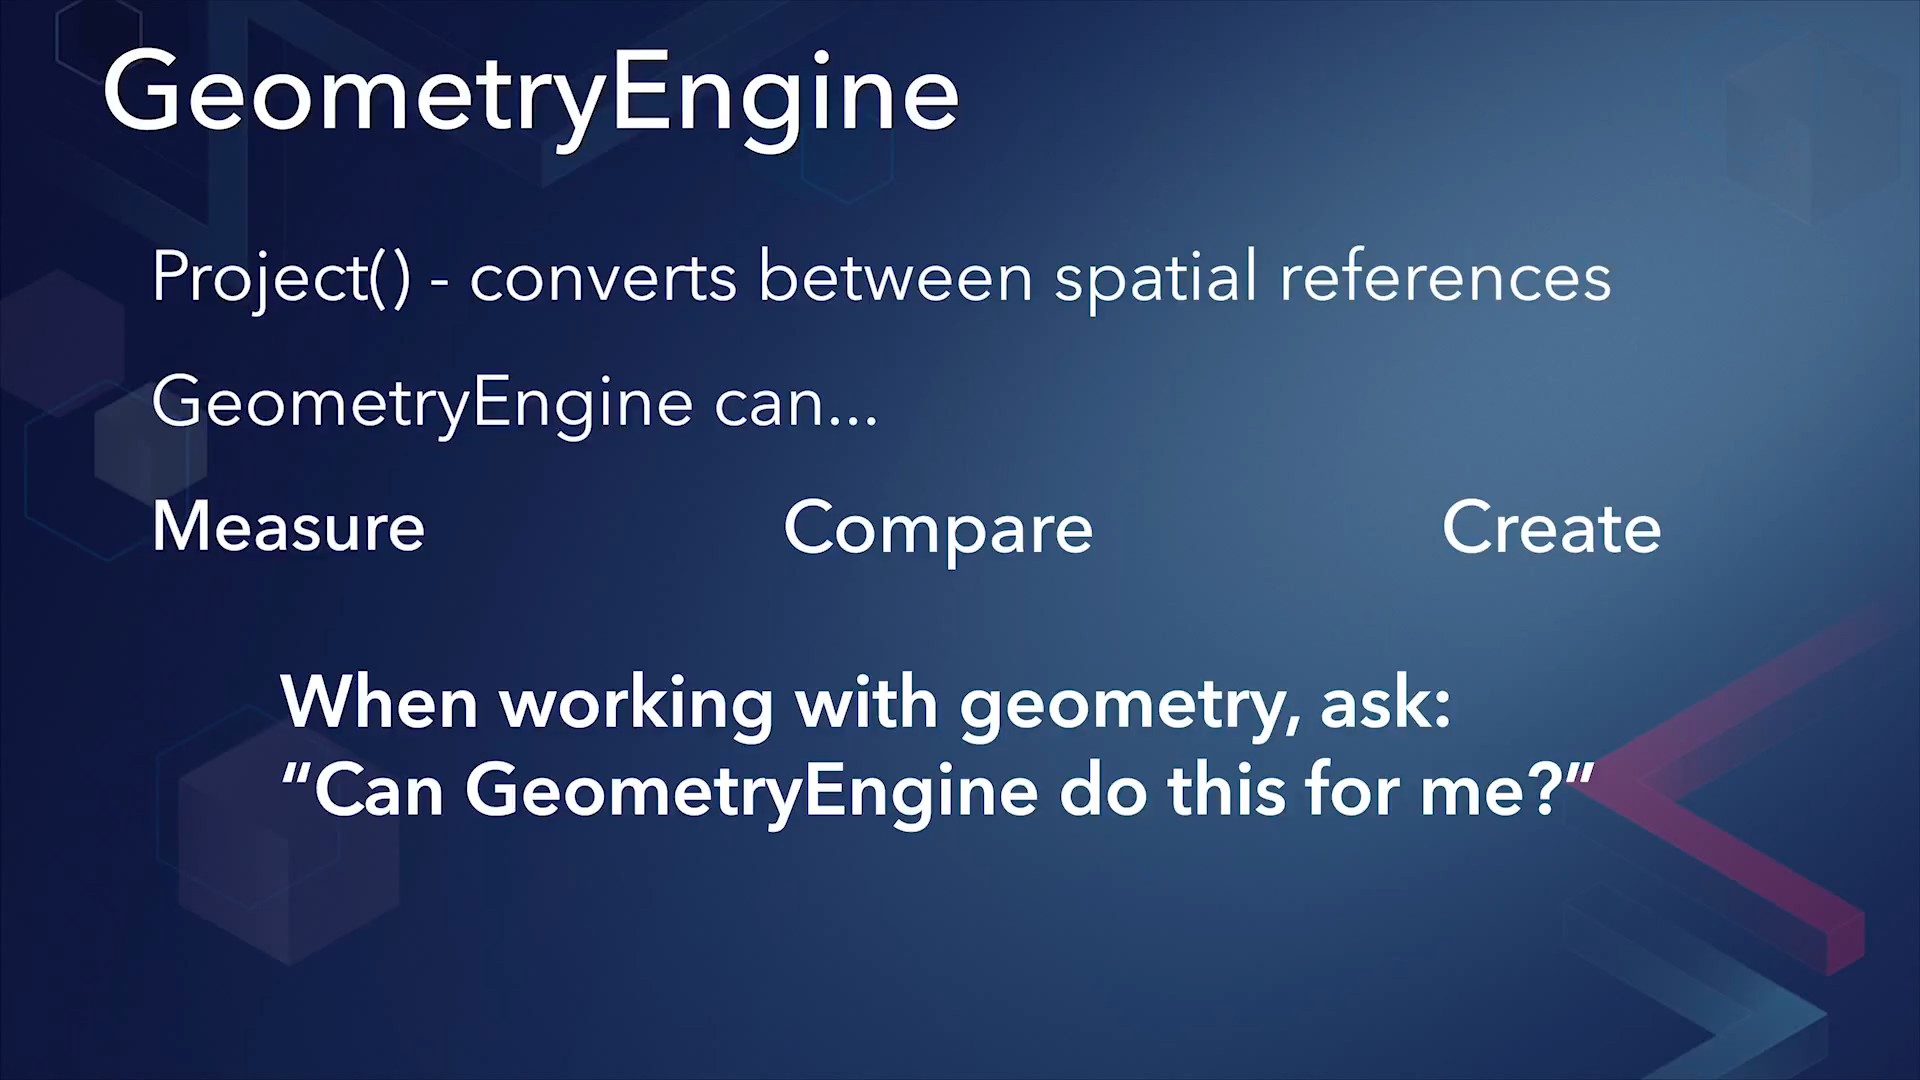 GeometryEngine
Project() - converts between spatial references
GeometryEngine can...
Measure Compare Create
When working with geometry, ask:
“Can GeometryEngine do this for me?”